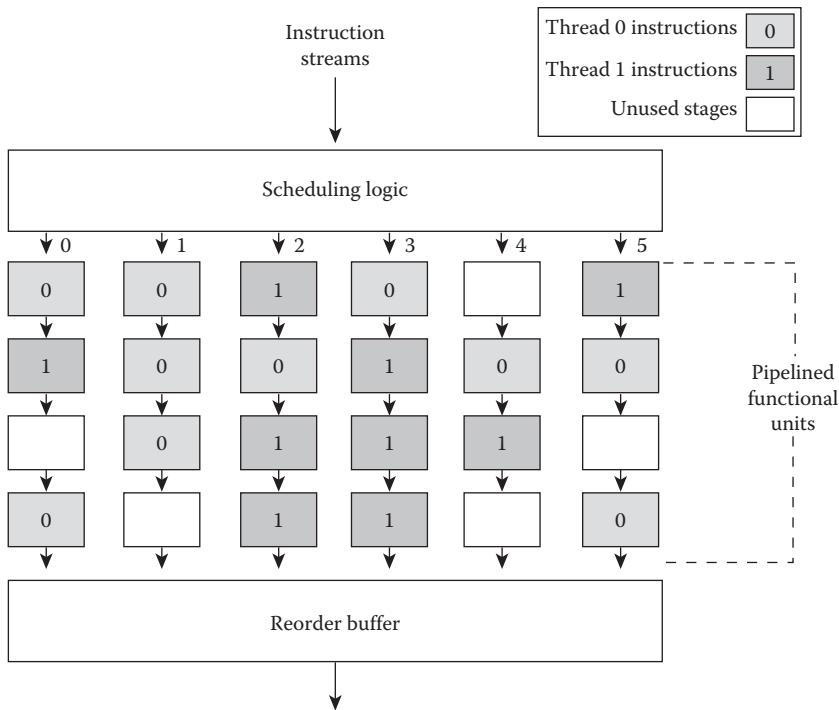 Instruction
streams
Thread 0 instructions 0
Thread 1 instructions 1
Unused stages
Scheduling logic
0 1 2 3 4 5
0 0 1 0 1
1 0 0 1 0 0
0 1 1 1
0 1 1 0
Pipelined
functional
units
Reorder buffer